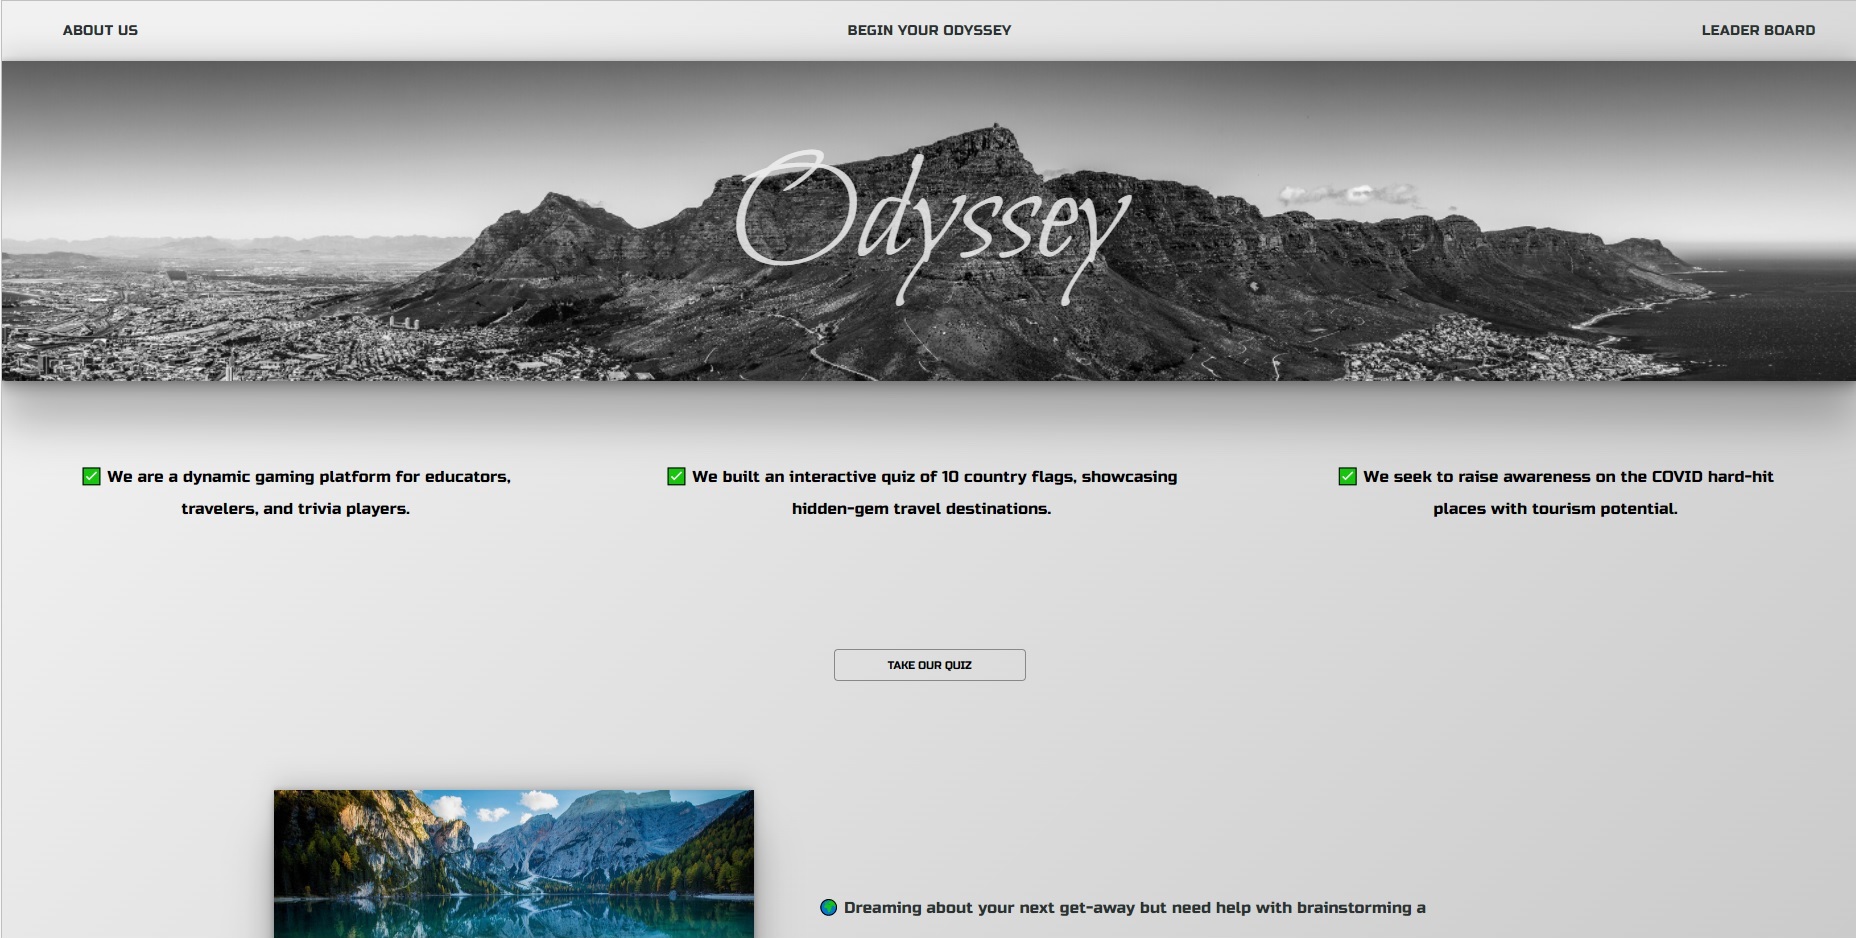 ABOUT US
BEGIN YOUR ODYSSEY
LEADER BOARD
Odyssey
✅ We are a dynamic gaming platform for educators,
travelers, and trivia players.
✅ We built an interactive quiz of 10 country flags, showcasing
hidden-gem travel destinations.
✅ We seek to raise awareness on the COVID hard-hit
places with tourism potential.
TAKE OUR QUIZ
🌍 Dreaming about your next get-away but need help with brainstorming a